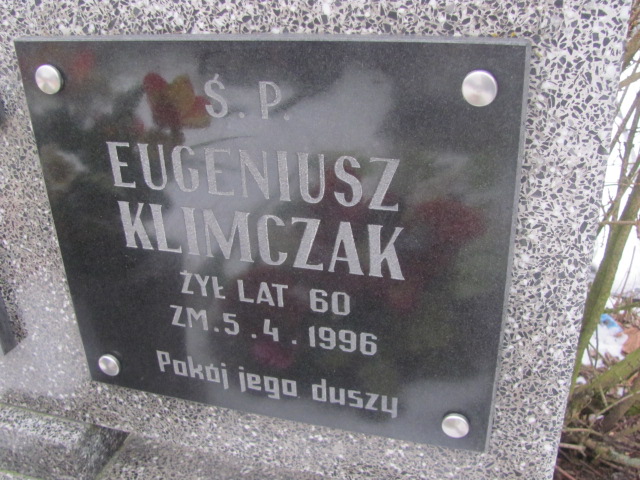 Ś. P.
EUGENIUSZ
KLIMCZAK
ŻYŁ LAT 60
ZM. 5. 4. 1996
Pokój jego duszy